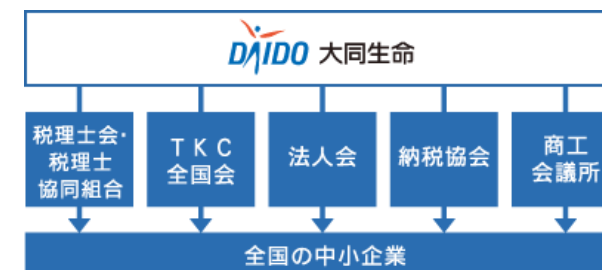 DAIDO 大同生命
税理士会・
税理士
協同組合
TKC
全国会
法人会
納税協会
商工
会議所
全国の中小企業